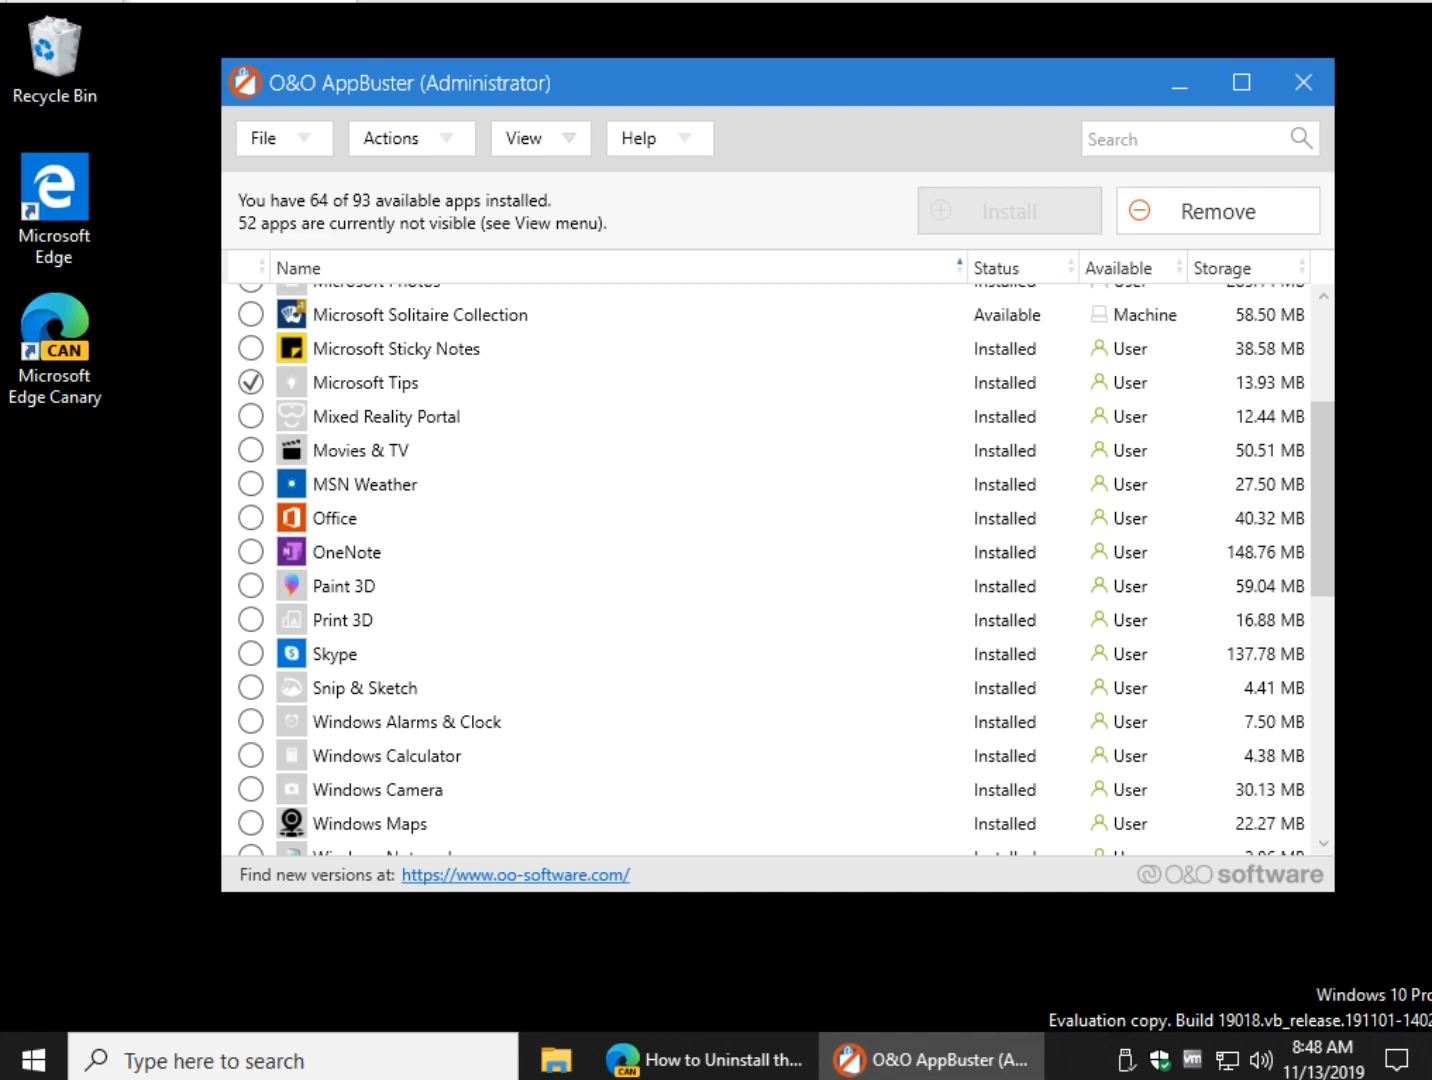 Recycle Bin
Microsoft
Edge
CAN
Microsoft
Edge Canary
O&O AppBuster (Administrator)
File
Actions
View
Help
Search
You have 64 of 93 available apps installed.
52 apps are currently not visible (see View menu).
Install
Remove
Name Status Available Storage
Microsoft Photos Installed User
Microsoft Solitaire Collection Available Machine 58.50 MB
Microsoft Sticky Notes Installed User 38.58 MB
Microsoft Tips Installed User 13.93 MB
Mixed Reality Portal Installed User 12.44 MB
Movies & TV Installed User 50.51 MB
MSN Weather Installed User 27.50 MB
Office Installed User 40.32 MB
OneNote Installed User 148.76 MB
Paint 3D Installed User 59.04 MB
Print 3D Installed User 16.88 MB
Skype Installed User 137.78 MB
Snip & Sketch Installed User 4.41 MB
Windows Alarms & Clock Installed User 7.50 MB
Windows Calculator Installed User 4.38 MB
Windows Camera Installed User 30.13 MB
Windows Maps Installed User 22.27 MB
Find new versions at: https://www.oo-software.com/
O&O software
Windows 10 Pro
Evaluation copy. Build 19018.vb_release.191101-1402
Type here to search
CAN
How to Uninstall th...
O&O AppBuster (A...
vm
8:48 AM
11/13/2019